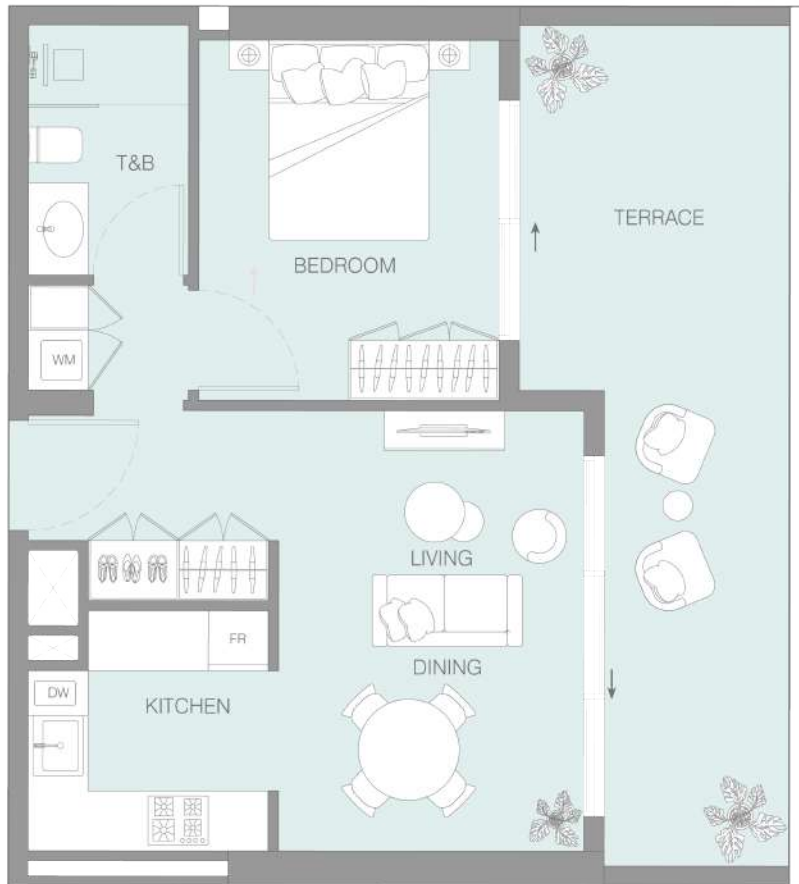 T&B
TERRACE
BEDROOM
WM
LIVING
FR
DINING
DW
KITCHEN